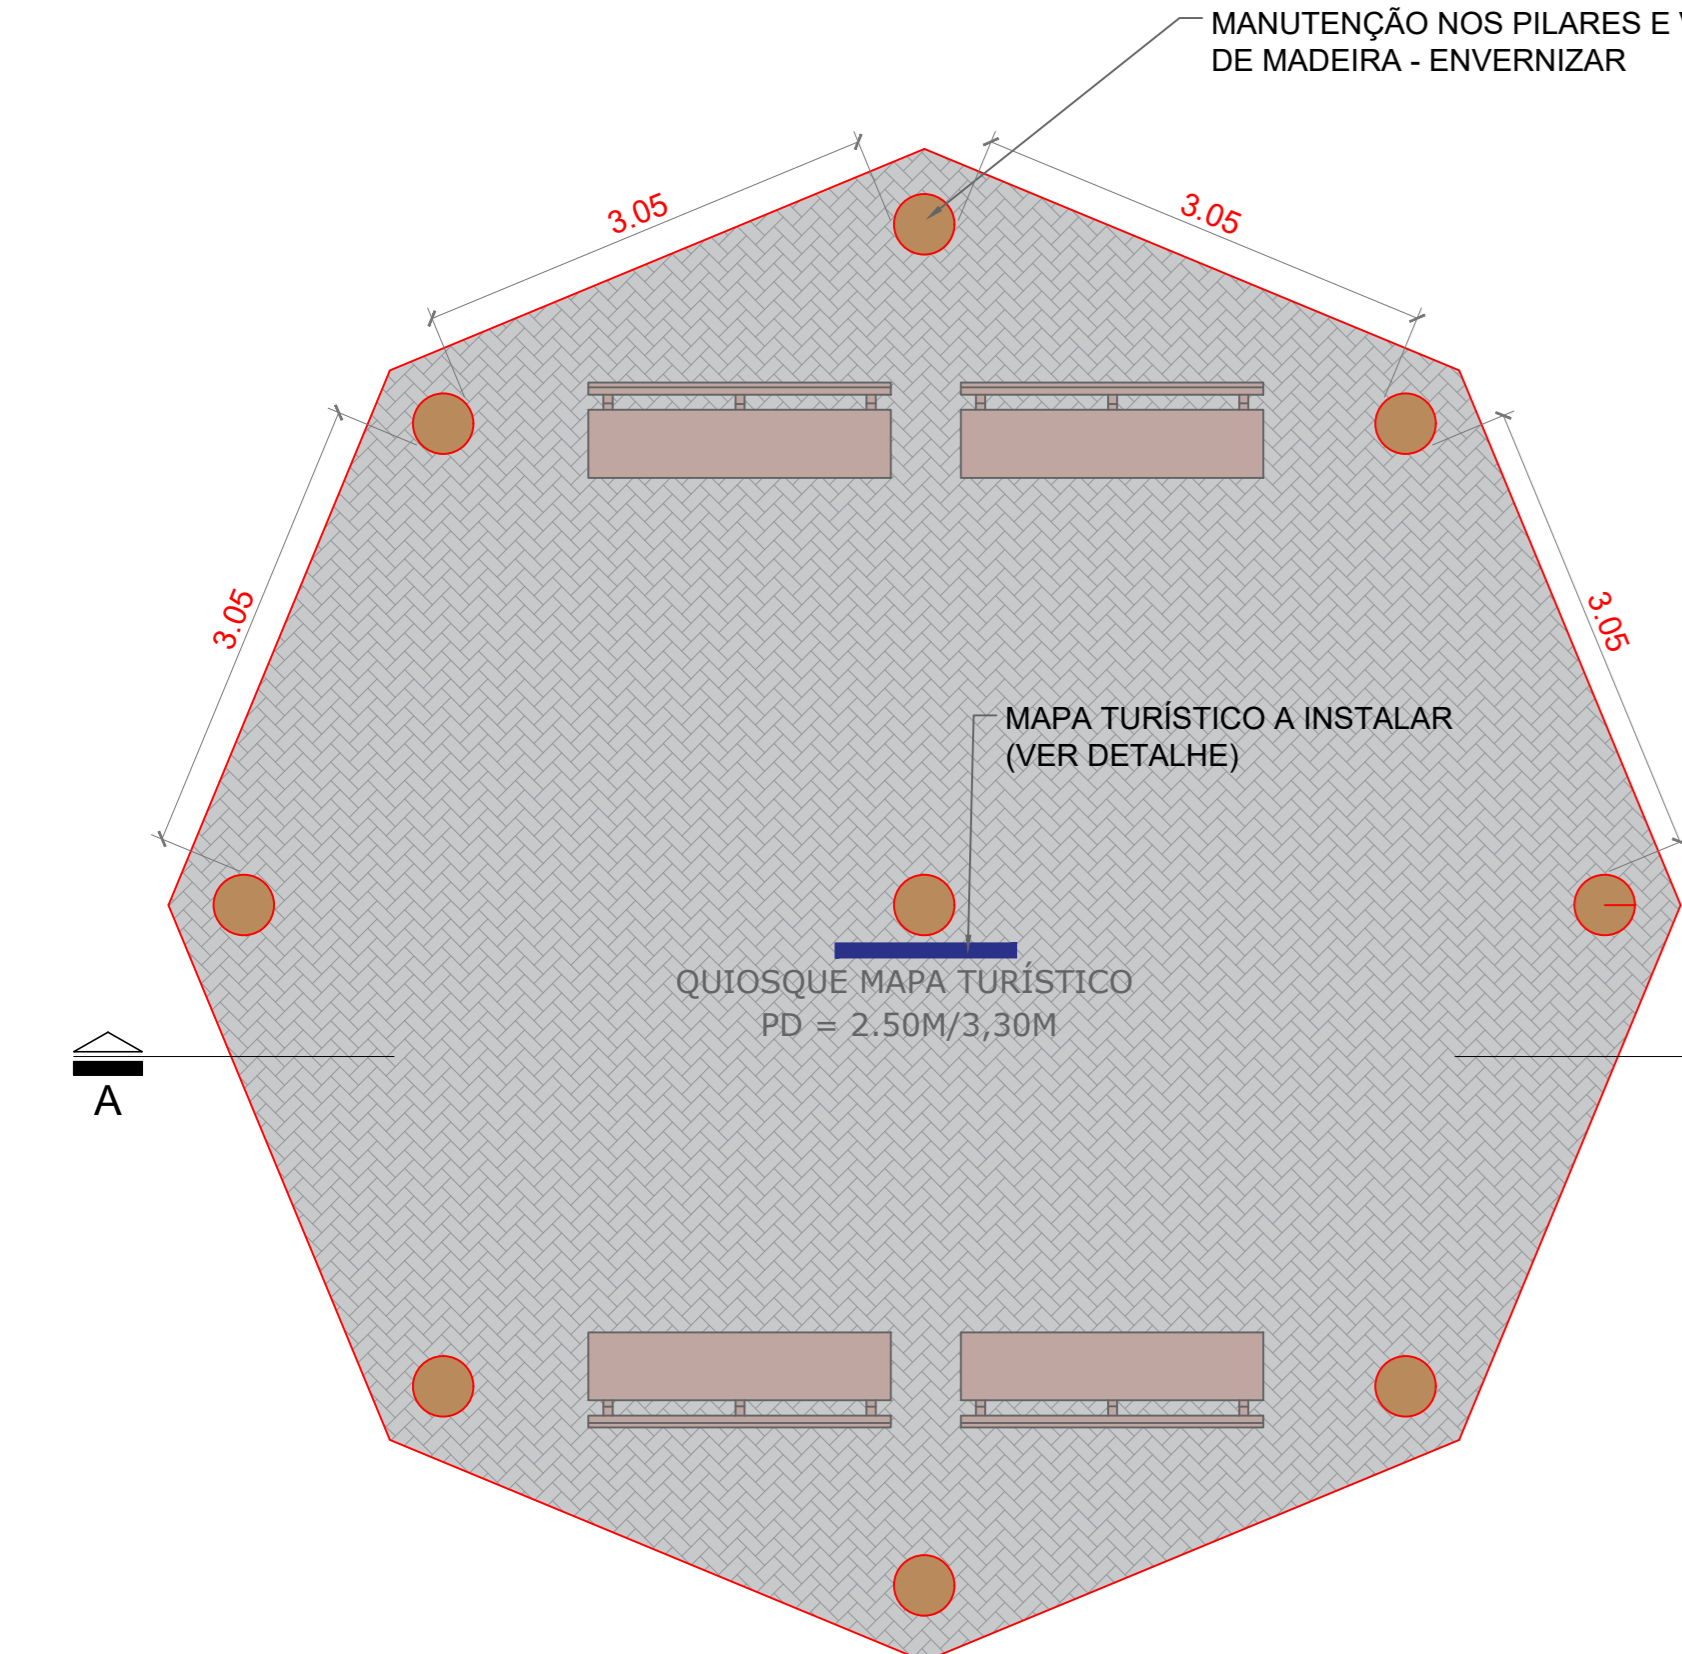 MANUTENÇÃO NOS PILARES E
DE MADEIRA - ENVERNIZAR
3.05
3.05
3.05
3.05
MAPA TURÍSTICO A INSTALAR
(VER DETALHE)
QUIOSQUE MAPA TURÍSTICO
PD = 2.50M/3,30M
A